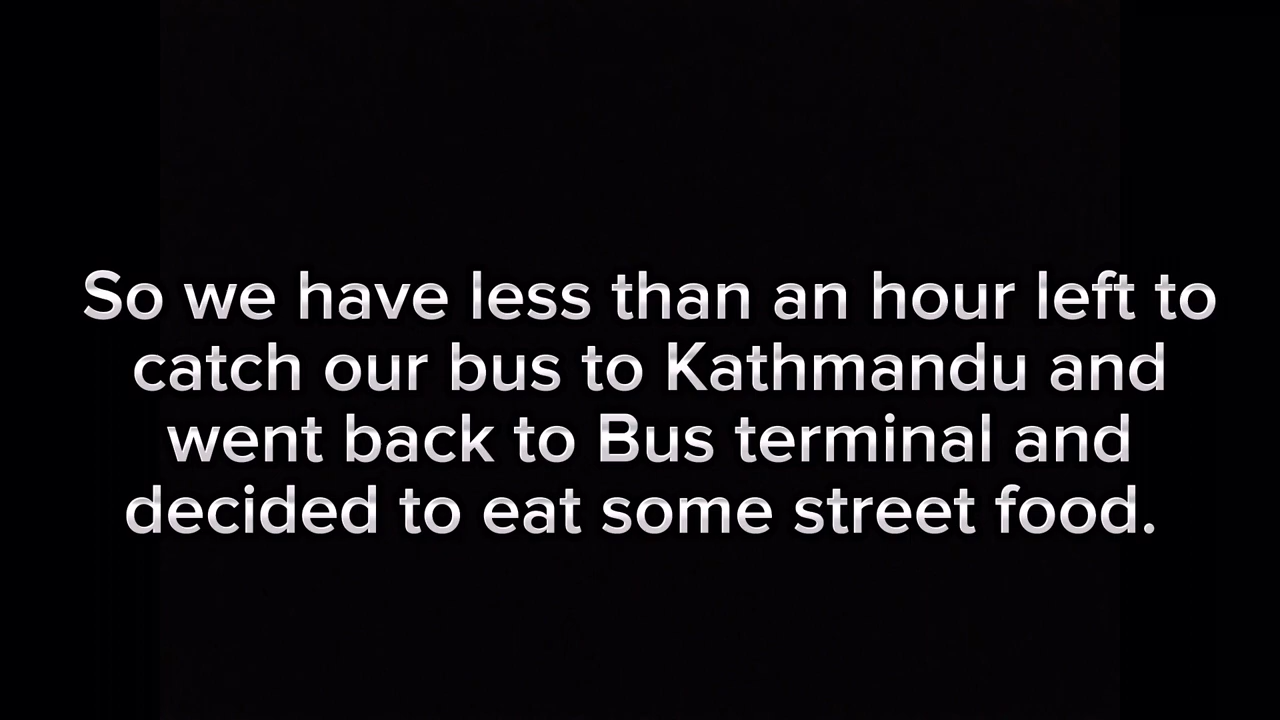 So we have less than an hour left to
catch our bus to Kathmandu and
went back to Bus terminal and
decided to eat some street food.